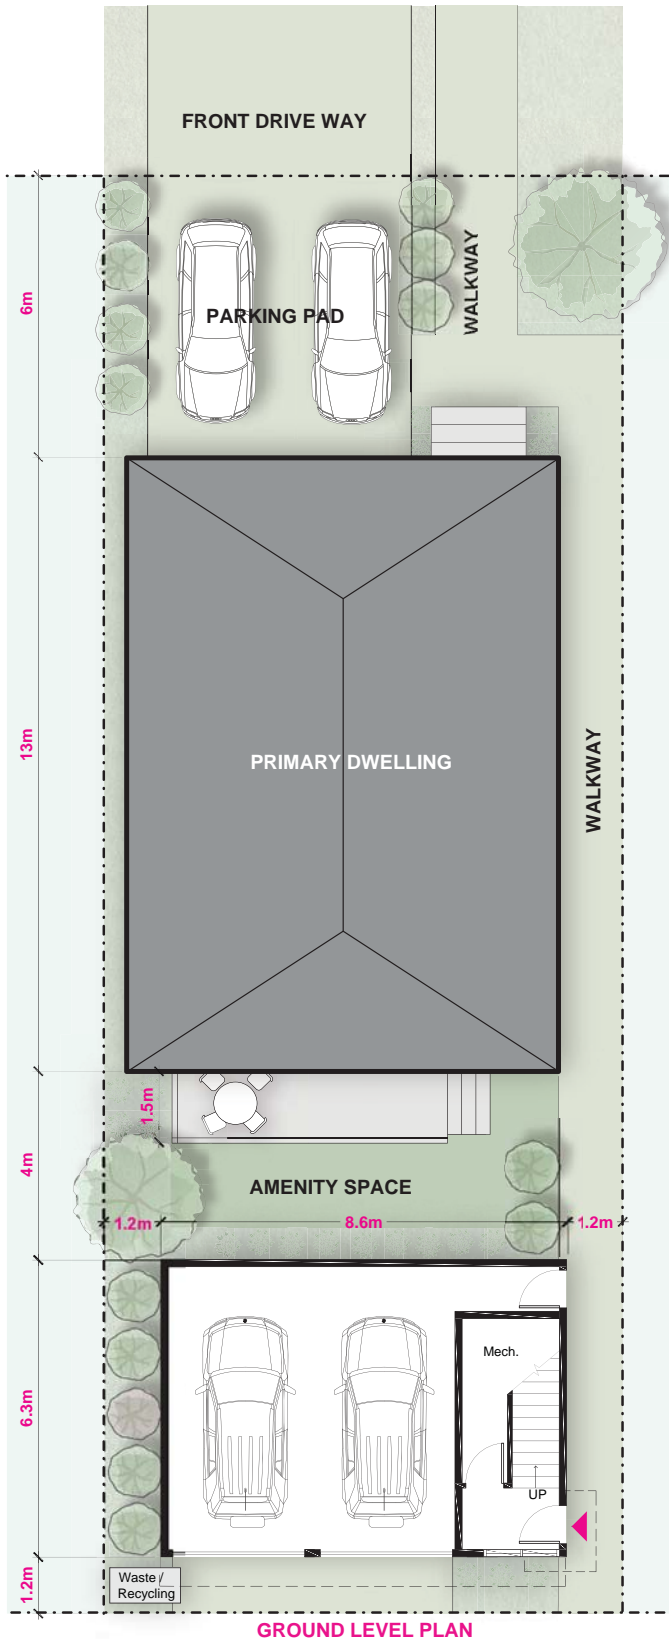 FRONT DRIVE WAY
6m
PARKING PAD
WALKWAY
13m
PRIMARY DWELLING
WALKWAY
1.5m
4m
AMENITY SPACE
1.2m
8.6m
1.2m
Mech.
6.3m
UP
1.2m
Waste /
Recycling
GROUND LEVEL PLAN